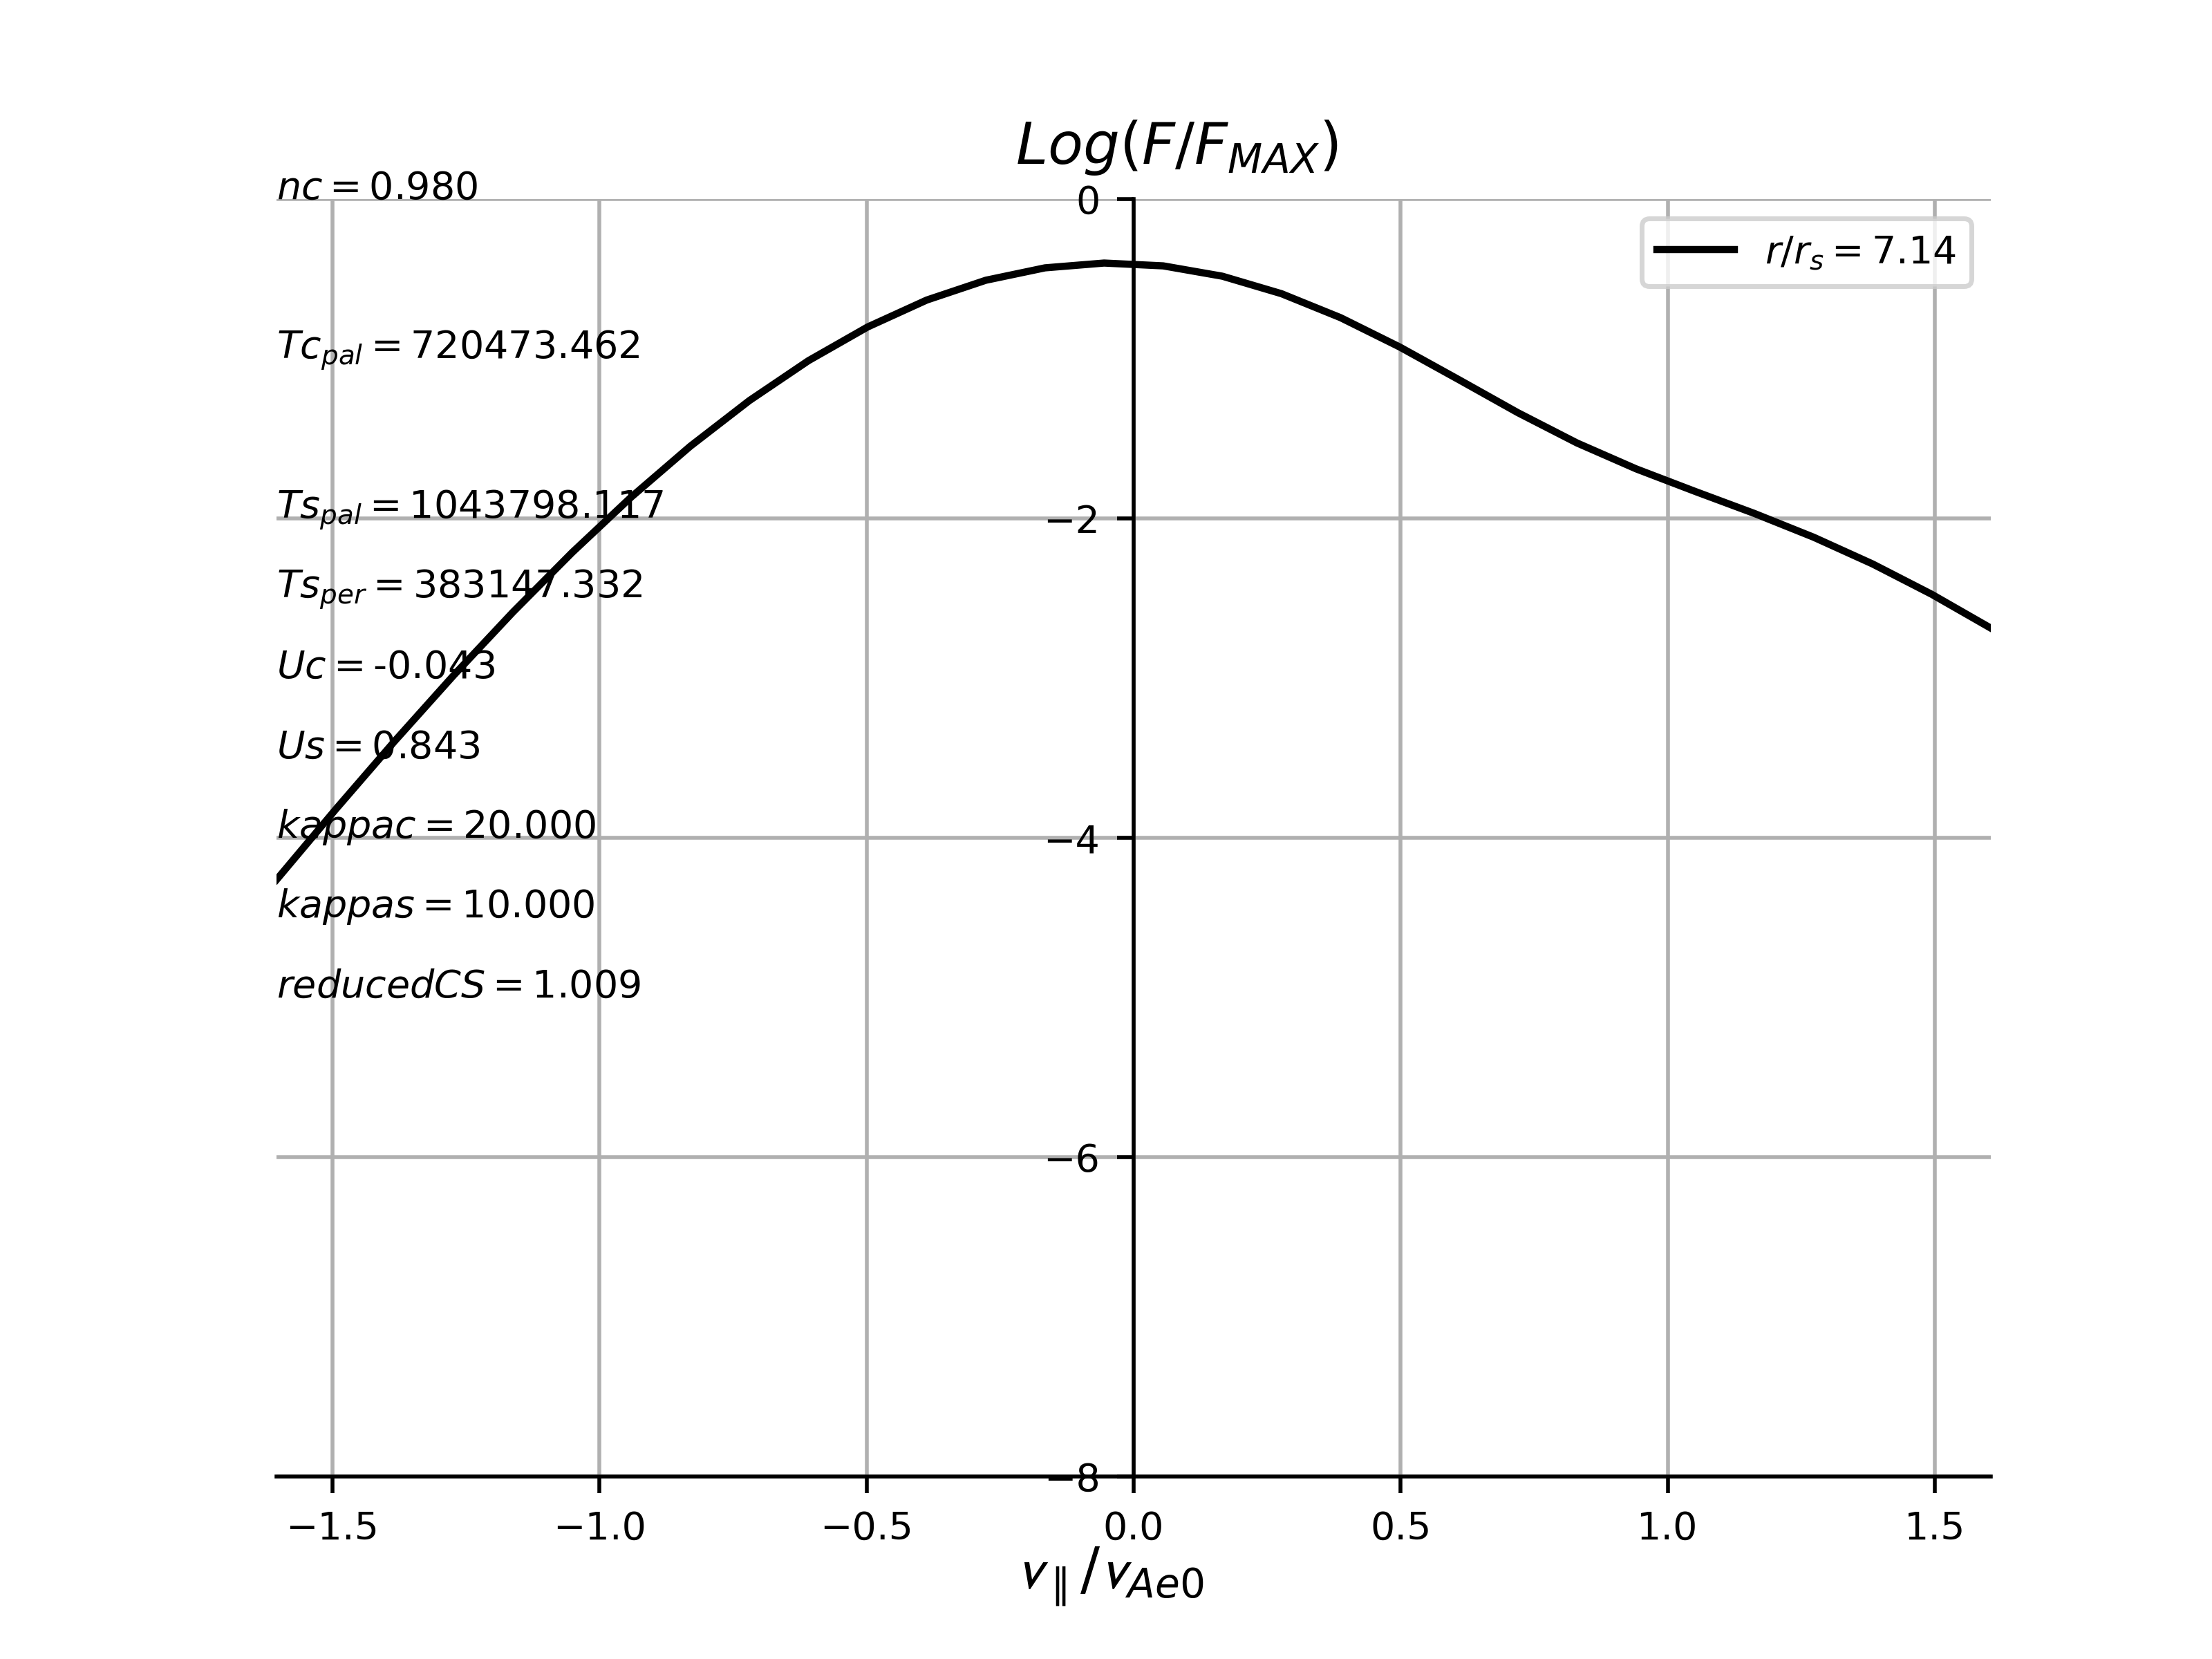 Log(F/F_MAX)
nc = 0.980
0
r/r_s = 7.14
Tc_pal = 720473.462
Ts_pal = 1043798.117
−2
Ts_per = 383147.332
Uc = -0.043
Us = 0.843
kappac = 20.000
−4
kappas = 10.000
reducedCS = 1.009
−6
−8
−1.5 −1.0 −0.5 0.0 0.5 1.0 1.5
v_∥/v_Ae0